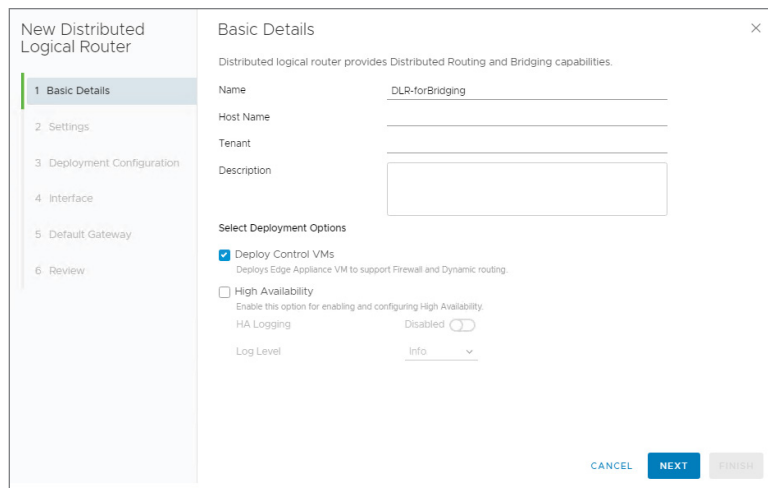 New Distributed
Logical Router
1 Basic Details
2 Settings
3 Deployment Configuration
4 Interface
5 Default Gateway
6 Review
Basic Details
Distributed logical router provides Distributed Routing and Bridging capabilities.
Name DLR-forBridging
Host Name
Tenant
Description
Select Deployment Options
Deploy Control VMs
Deploys Edge Appliance VM to support Firewall and Dynamic routing.
High Availability
Enable this option for enabling and configuring High Availability.
HA Logging Disabled
Log Level Info
CANCEL NEXT FINISH